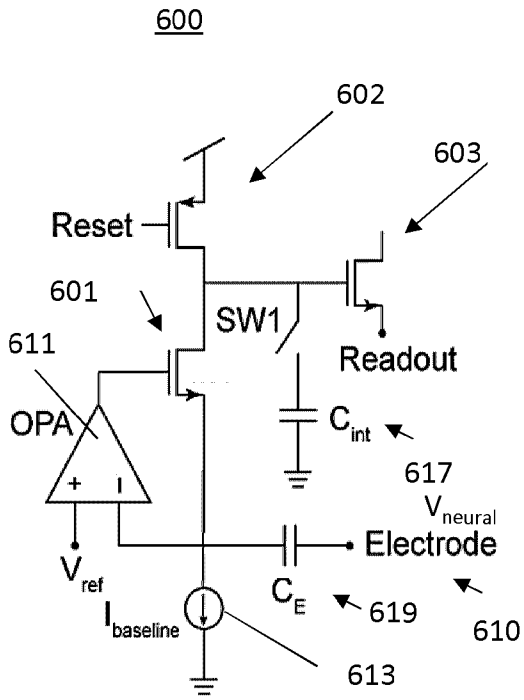 600
602
603
Reset
601
SW1
611
Readout
OPA
C_int
617
+ −
V_neural
Electrode
V_ref
C_E
619
610
I_baseline
613